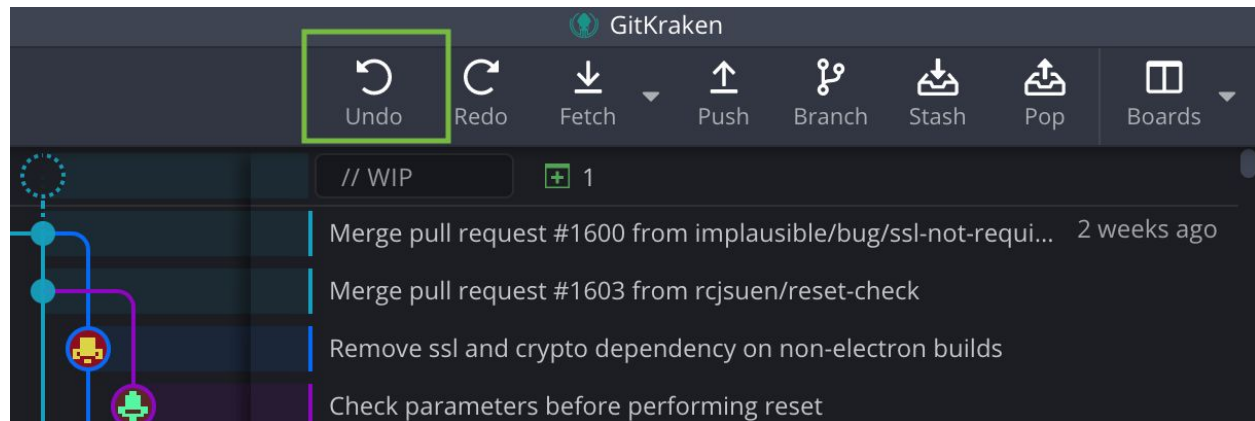 GitKraken
Undo Redo Fetch Push Branch Stash Pop Boards
// WIP 1
Merge pull request #1600 from implausible/bug/ssl-not-requi... 2 weeks ago
Merge pull request #1603 from rcjsuen/reset-check
Remove ssl and crypto dependency on non-electron builds
Check parameters before performing reset